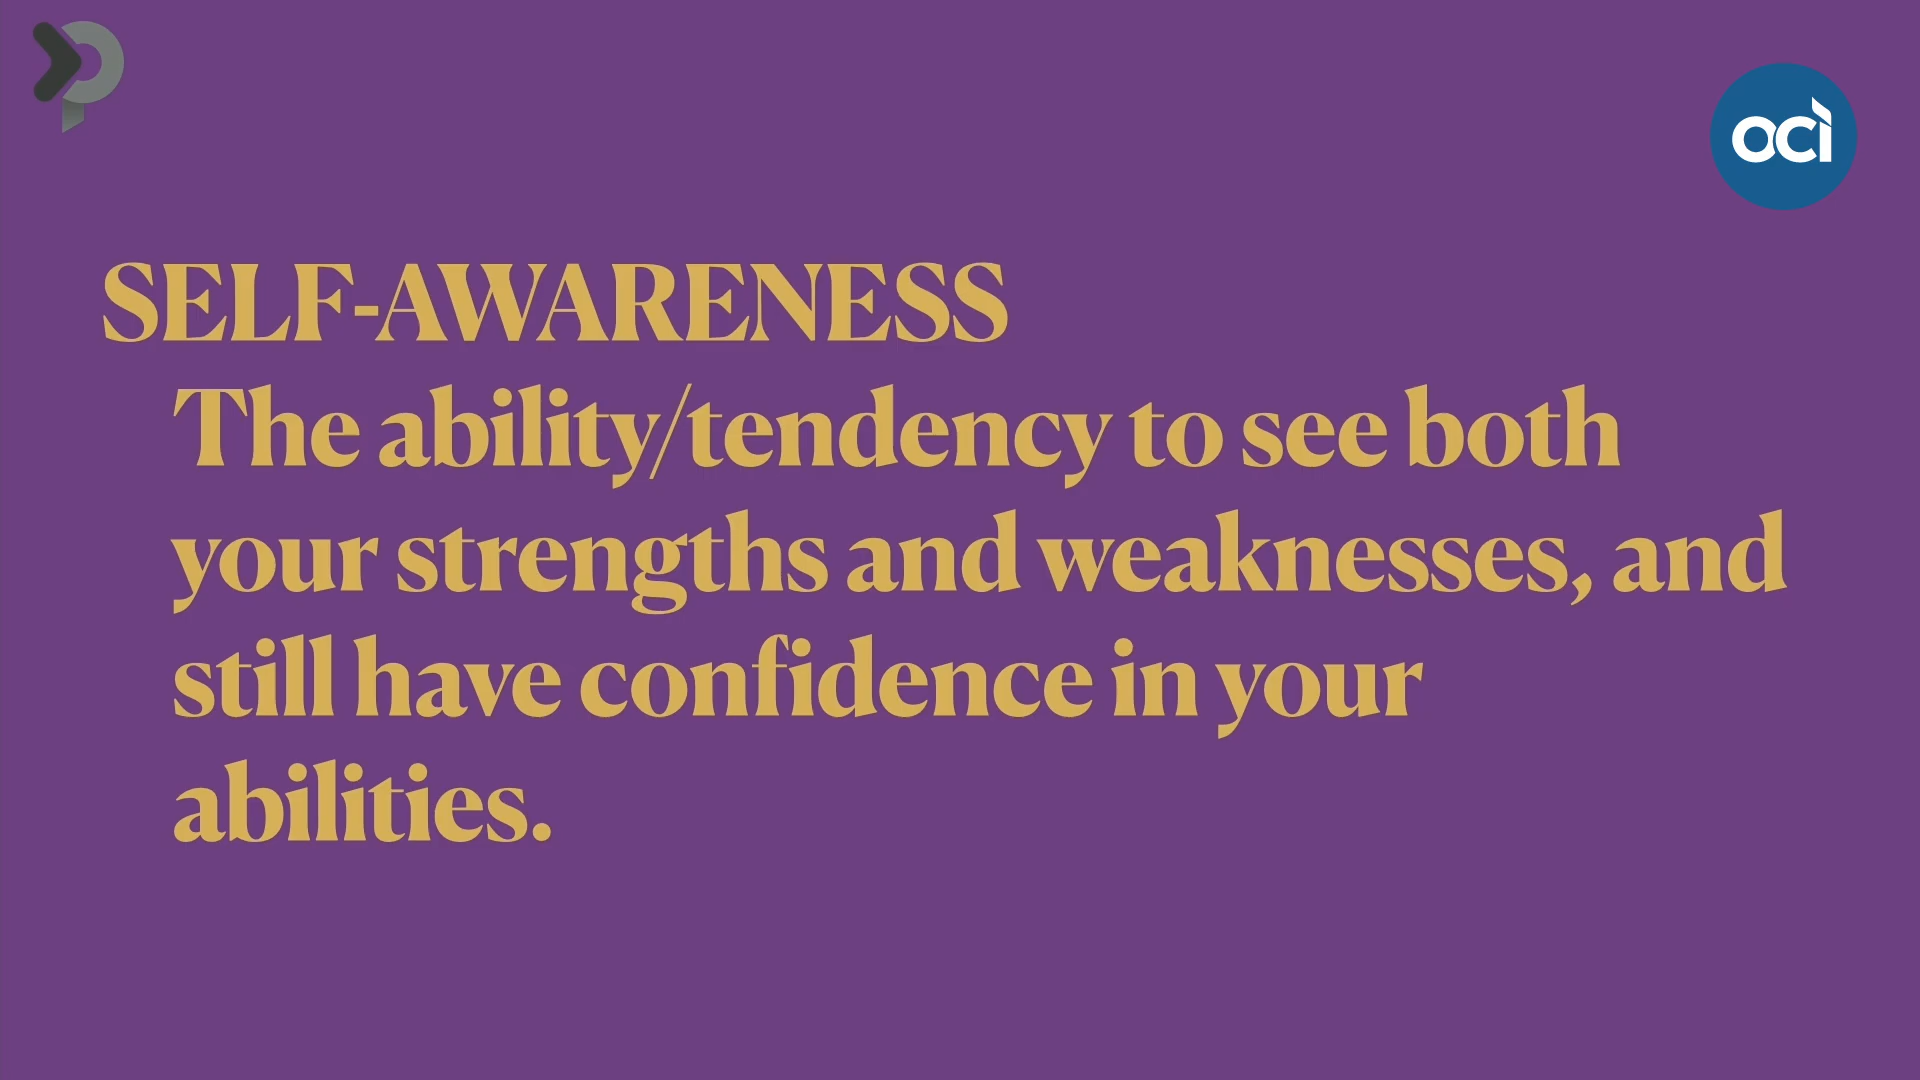 oci
SELF-AWARENESS
The ability/tendency to see both
your strengths and weaknesses, and
still have confidence in your
abilities.